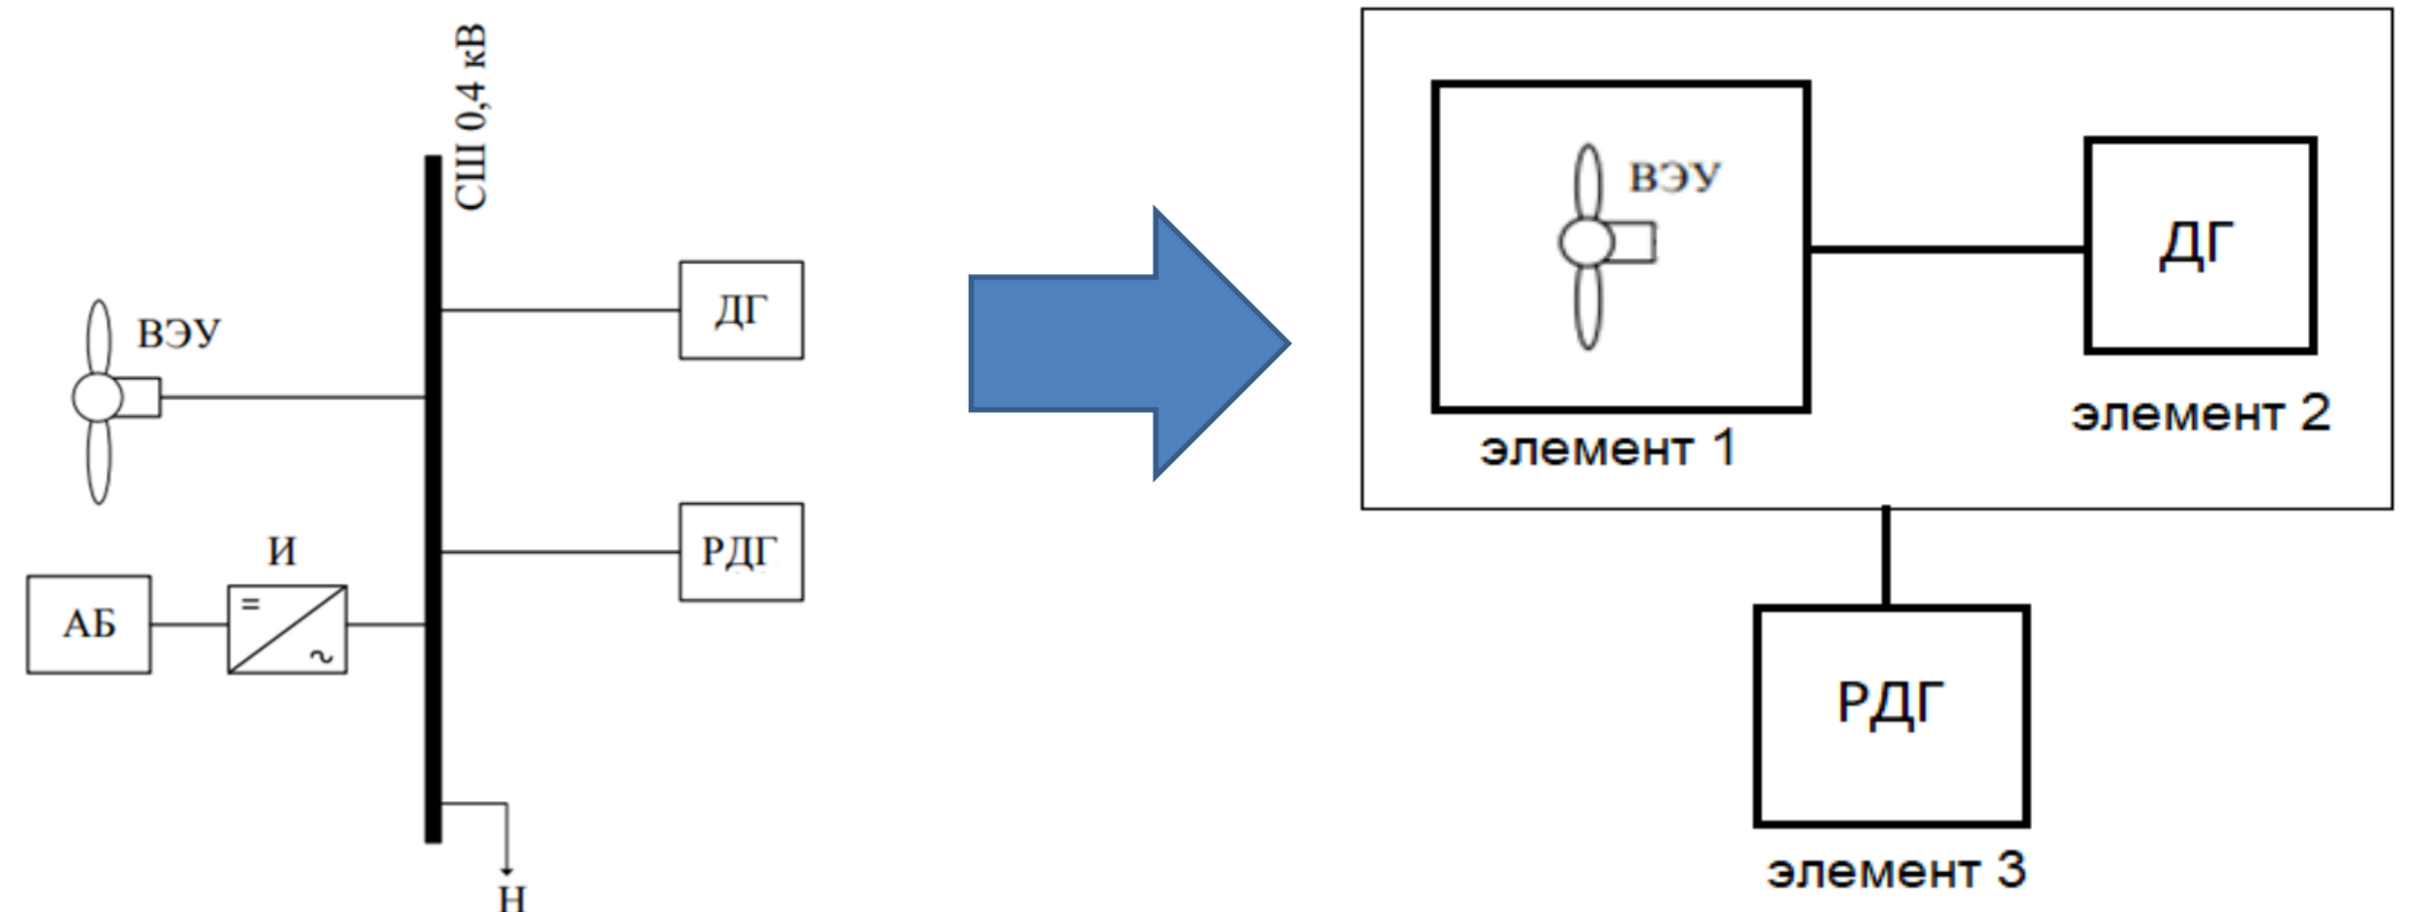 СШ 0,4 кВ
ВЭУ
ДГ
И
РДГ
АБ
=
~
Н
ВЭУ
ДГ
элемент 1
элемент 2
РДГ
элемент 3